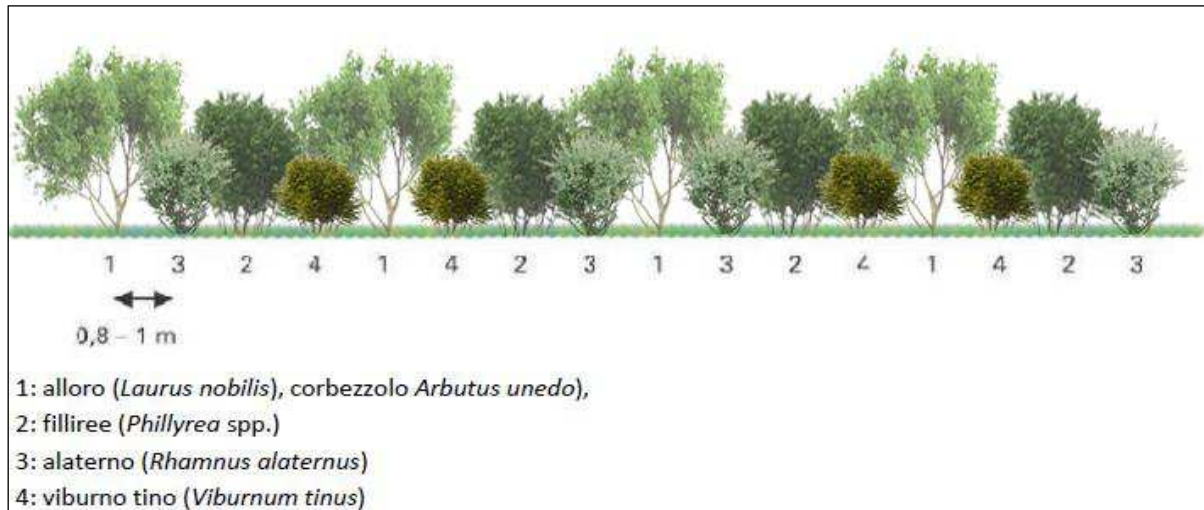 1 3 2 4 1 4 2 3 1 3 2 4 1 4 2 3
0,8 – 1 m
1: alloro (Laurus nobilis), corbezzolo Arbutus unedo),
2: filliree (Phillyrea spp.)
3: alaterno (Rhamnus alaternus)
4: viburno tino (Viburnum tinus)